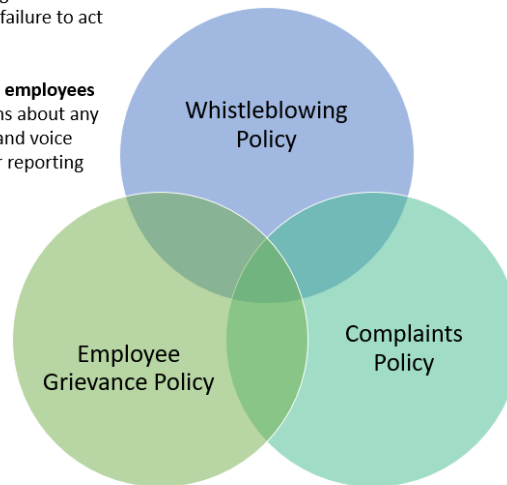 failure to act
employees
ns about any
and voice
r reporting
Whistleblowing
Policy
Complaints
Policy
Employee
Grievance Policy